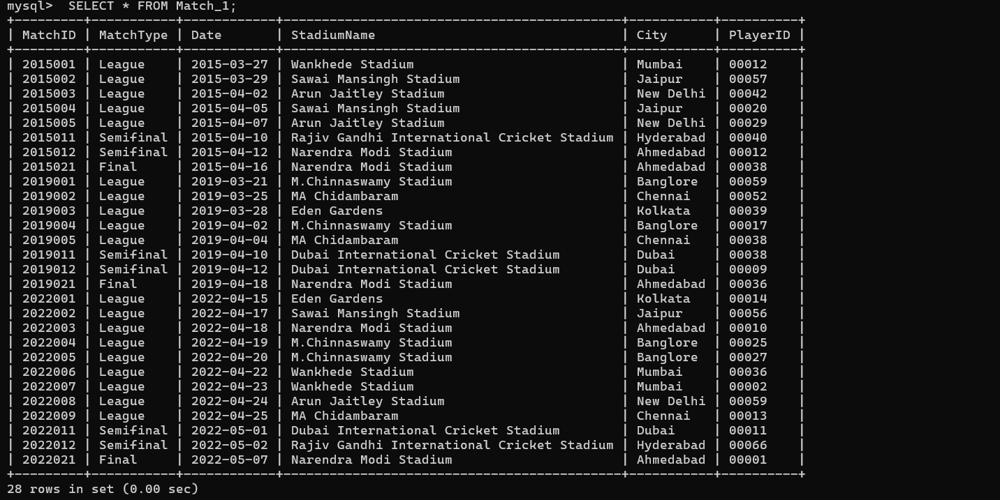 mysql>  SELECT * FROM Match_1;
+---------+-----------+------------+--------------------------------------------+-----------+----------+
| MatchID | MatchType | Date       | StadiumName                                | City      | PlayerID |
+---------+-----------+------------+--------------------------------------------+-----------+----------+
| 2015001 | League    | 2015-03-27 | Wankhede Stadium                           | Mumbai    | 00012    |
| 2015002 | League    | 2015-03-29 | Sawai Mansingh Stadium                     | Jaipur    | 00057    |
| 2015003 | League    | 2015-04-02 | Arun Jaitley Stadium                       | New Delhi | 00042    |
| 2015004 | League    | 2015-04-05 | Sawai Mansingh Stadium                     | Jaipur    | 00020    |
| 2015005 | League    | 2015-04-07 | Arun Jaitley Stadium                       | New Delhi | 00029    |
| 2015011 | Semifinal | 2015-04-10 | Rajiv Gandhi International Cricket Stadium | Hyderabad | 00040    |
| 2015012 | Semifinal | 2015-04-12 | Narendra Modi Stadium                      | Ahmedabad | 00012    |
| 2015021 | Final     | 2015-04-16 | Narendra Modi Stadium                      | Ahmedabad | 00038    |
| 2019001 | League    | 2019-03-21 | M.Chinnaswamy Stadium                      | Banglore  | 00059    |
| 2019002 | League    | 2019-03-25 | MA Chidambaram                             | Chennai   | 00052    |
| 2019003 | League    | 2019-03-28 | Eden Gardens                               | Kolkata   | 00039    |
| 2019004 | League    | 2019-04-02 | M.Chinnaswamy Stadium                      | Banglore  | 00017    |
| 2019005 | League    | 2019-04-04 | MA Chidambaram                             | Chennai   | 00038    |
| 2019011 | Semifinal | 2019-04-10 | Dubai International Cricket Stadium        | Dubai     | 00038    |
| 2019012 | Semifinal | 2019-04-12 | Dubai International Cricket Stadium        | Dubai     | 00009    |
| 2019021 | Final     | 2019-04-18 | Narendra Modi Stadium                      | Ahmedabad | 00036    |
| 2022001 | League    | 2022-04-15 | Eden Gardens                               | Kolkata   | 00014    |
| 2022002 | League    | 2022-04-17 | Sawai Mansingh Stadium                     | Jaipur    | 00056    |
| 2022003 | League    | 2022-04-18 | Narendra Modi Stadium                      | Ahmedabad | 00010    |
| 2022004 | League    | 2022-04-19 | M.Chinnaswamy Stadium                      | Banglore  | 00025    |
| 2022005 | League    | 2022-04-20 | M.Chinnaswamy Stadium                      | Banglore  | 00027    |
| 2022006 | League    | 2022-04-22 | Wankhede Stadium                           | Mumbai    | 00036    |
| 2022007 | League    | 2022-04-23 | Wankhede Stadium                           | Mumbai    | 00002    |
| 2022008 | League    | 2022-04-24 | Arun Jaitley Stadium                       | New Delhi | 00059    |
| 2022009 | League    | 2022-04-25 | MA Chidambaram                             | Chennai   | 00013    |
| 2022011 | Semifinal | 2022-05-01 | Dubai International Cricket Stadium        | Dubai     | 00011    |
| 2022012 | Semifinal | 2022-05-02 | Rajiv Gandhi International Cricket Stadium | Hyderabad | 00066    |
| 2022021 | Final     | 2022-05-07 | Narendra Modi Stadium                      | Ahmedabad | 00001    |
+---------+-----------+------------+--------------------------------------------+-----------+----------+
28 rows in set (0.00 sec)